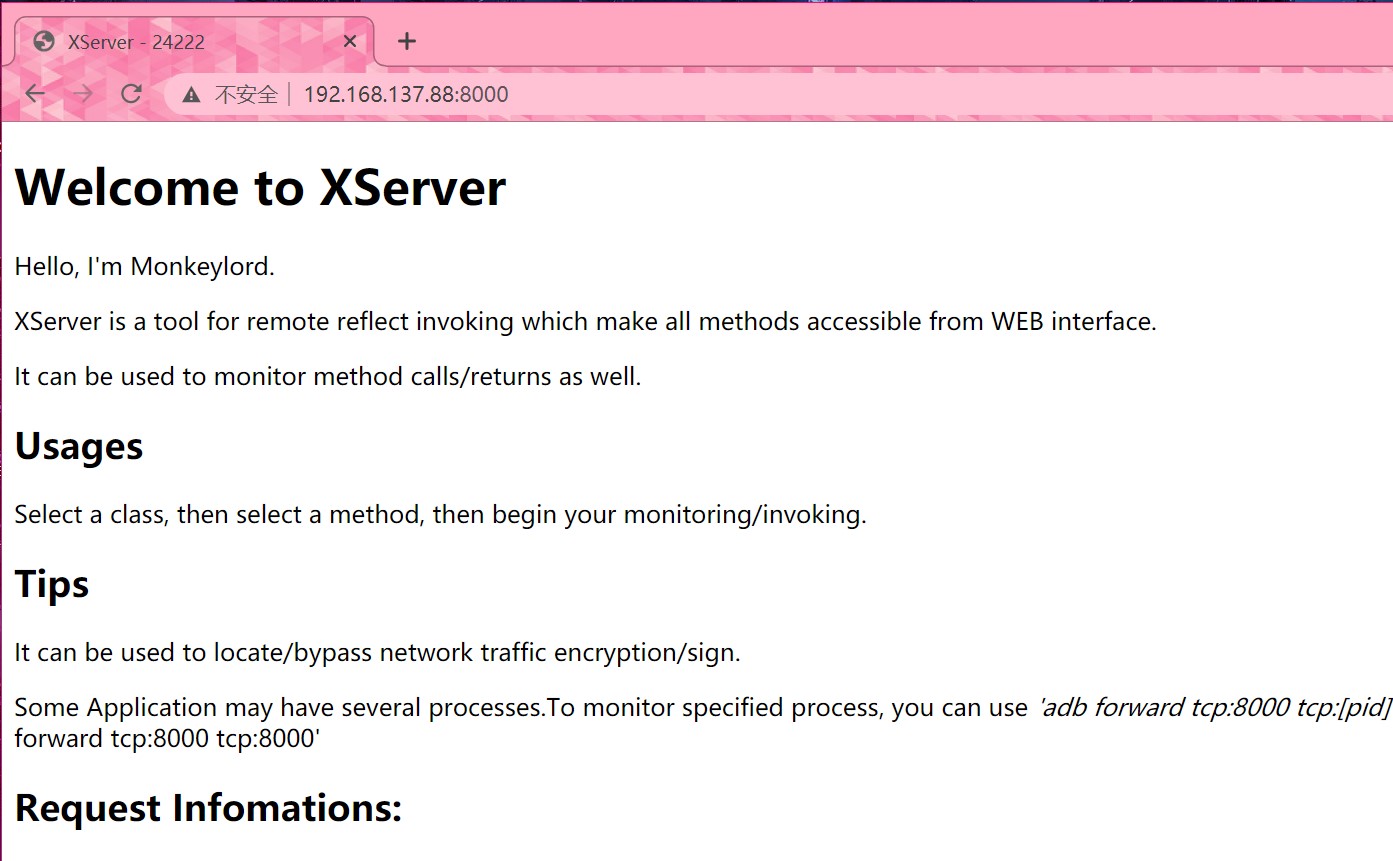 XServer - 24222
不安全 192.168.137.88:8000
Welcome to XServer
Hello, I'm Monkeylord.
XServer is a tool for remote reflect invoking which make all methods accessible from WEB interface.
It can be used to monitor method calls/returns as well.
Usages
Select a class, then select a method, then begin your monitoring/invoking.
Tips
It can be used to locate/bypass network traffic encryption/sign.
Some Application may have several processes.To monitor specified process, you can use 'adb forward tcp:8000 tcp:[pid]
forward tcp:8000 tcp:8000'
Request Infomations: